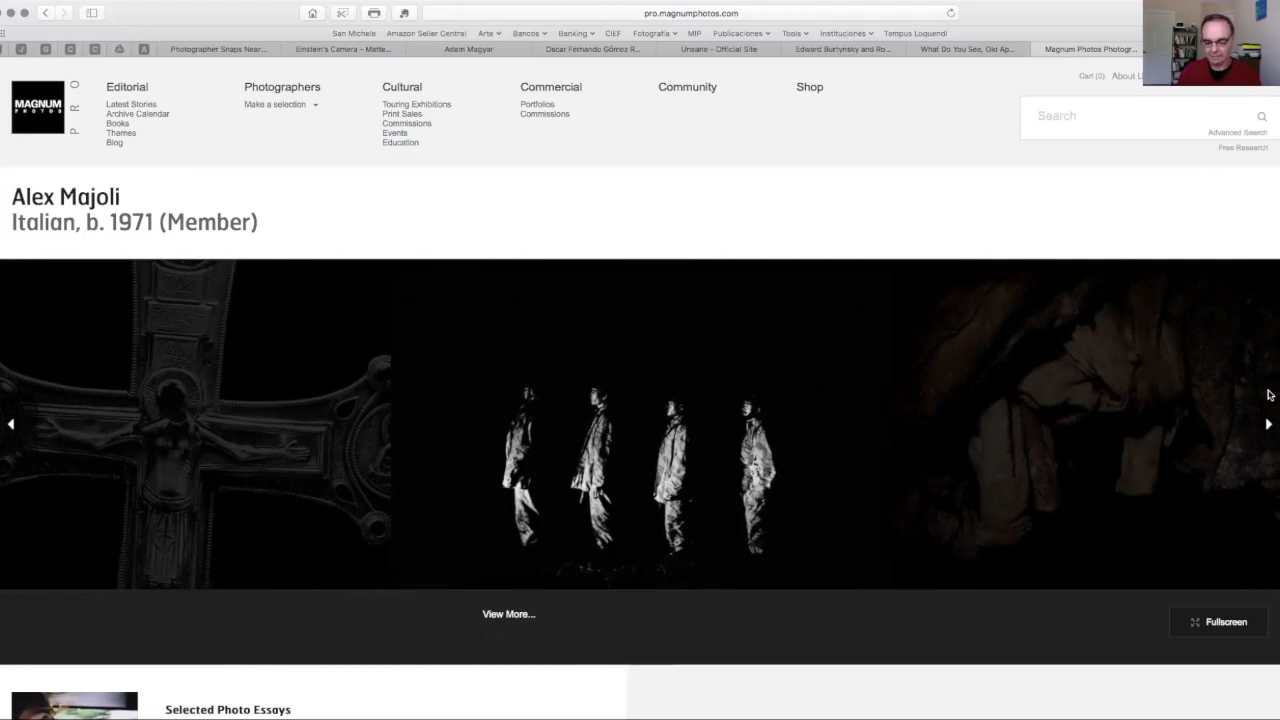 pro.magnumphotos.com
San Michele Amazon Seller Central Arte Bancos Banking CIEF Fotografía MIP Publicaciones Tools Instituciones Tempus Loquendi
J G C C A Photographer Snaps Near... Einstein's Camera – Matte... Adam Magyar Oscar Fernando Gómez R... Unsane – Official Site Edward Burtynsky and Ro... What Do You See, Old Ap... Magnum Photos Photogr...
Cart (0) About U
MAGNUM
PHOTOS
PRO
Editorial
Latest Stories
Archive Calendar
Books
Themes
Blog
Photographers
Make a selection
Cultural
Touring Exhibitions
Print Sales
Commissions
Events
Education
Commercial
Portfolios
Commissions
Community
Shop
Search
Advanced Search
Free Research
Alex Majoli
Italian, b. 1971 (Member)
View More...
Fullscreen
Selected Photo Essays